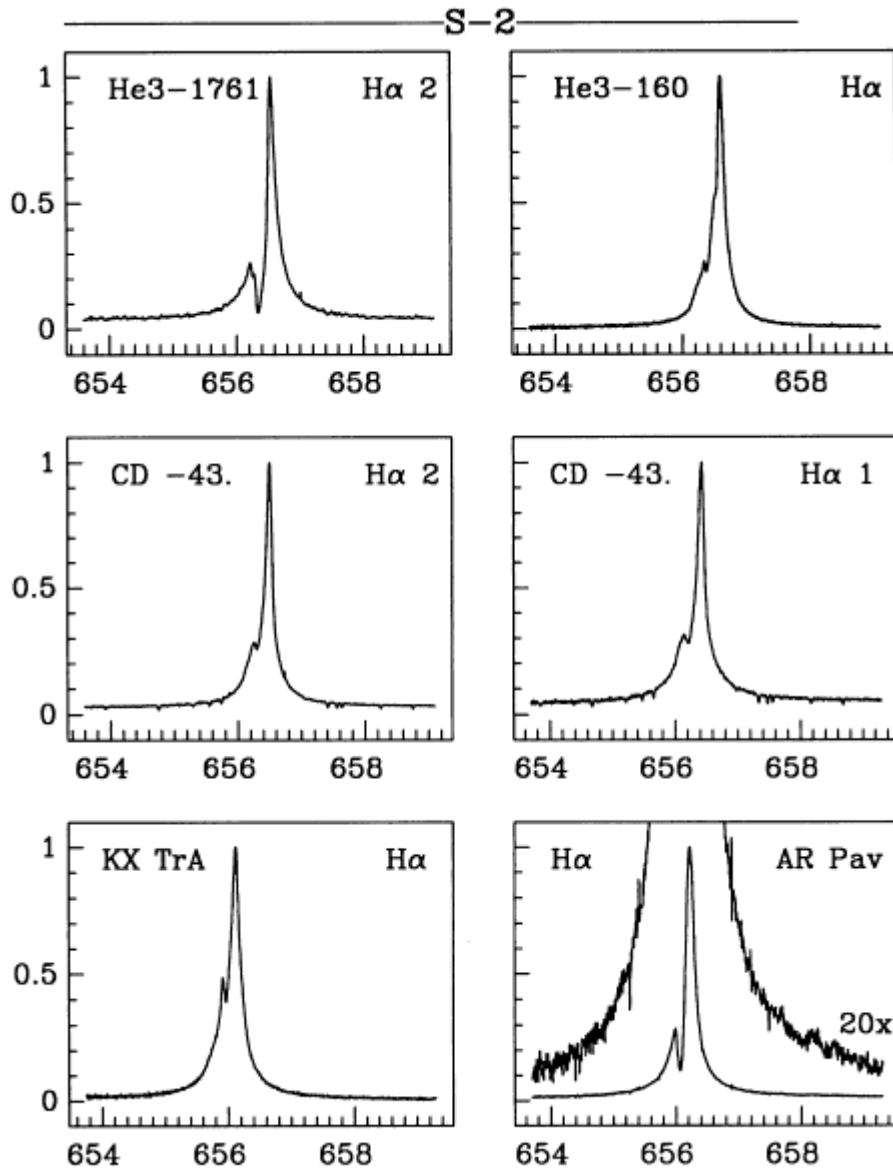 S-2
He3-1761 Hα 2
He3-160 Hα
1
0.5
0
654 656 658
654 656 658
CD -43. Hα 2
CD -43. Hα 1
1
0.5
0
654 656 658
654 656 658
KX TrA Hα
Hα AR Pav
1
0.5
20x
0
654 656 658
654 656 658